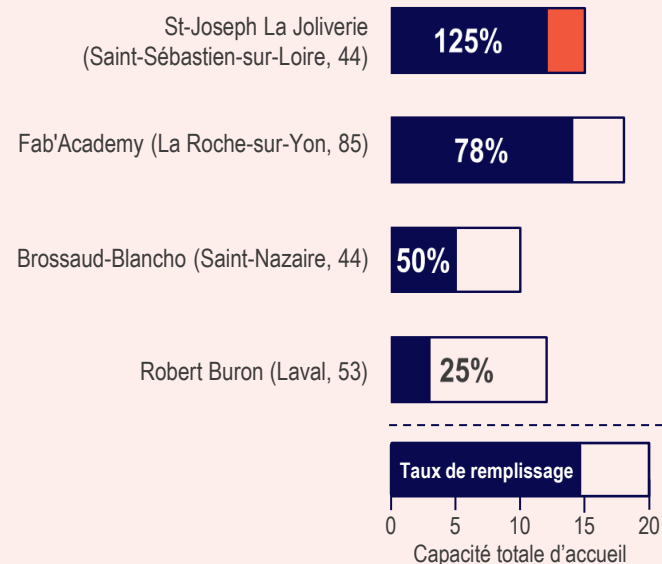 St-Joseph La Joliverie
(Saint-Sébastien-sur-Loire, 44)
125%
Fab'Academy (La Roche-sur-Yon, 85)
78%
Brossaud-Blancho (Saint-Nazaire, 44)
50%
Robert Buron (Laval, 53)
25%
Taux de remplissage
0 5 10 15 20
Capacité totale d’accueil